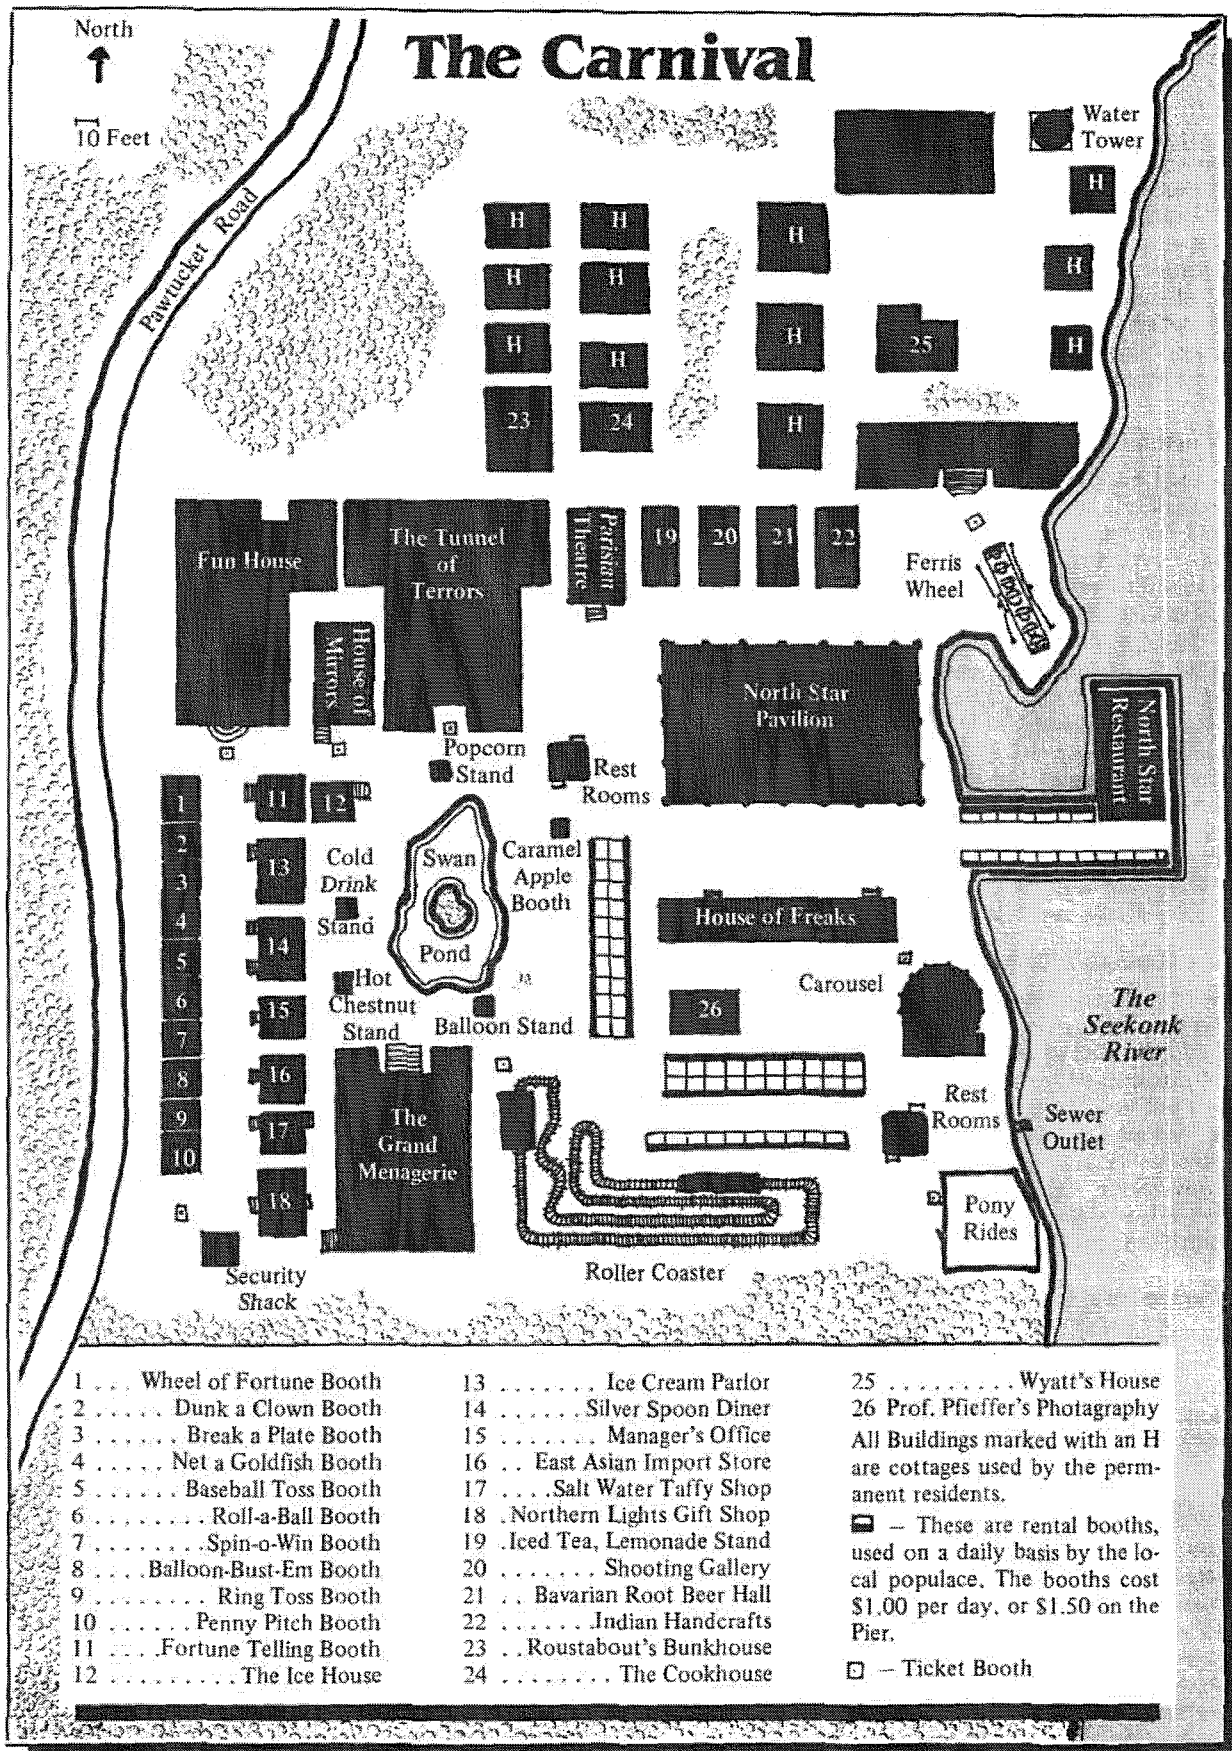 North
The Carnival
10 Feet
Water
Tower
Pawtucket Road
H
H
H
H
H
H
H
H
H
H
H
H
25
23
24
Fun House
The Tunnel
of
Terrors
Parisian
Theatre
19
20
21
22
Ferris
Wheel
House of
Mirrors
North Star
Pavilion
North Star
Restaurant
Popcorn
Stand
Rest
Rooms
1
2
3
4
5
6
7
8
9
10
11
12
13
14
15
16
17
18
Cold
Drink
Stand
Swan
Pond
Caramel
Apple
Booth
House of Freaks
Hot
Chestnut
Stand
Balloon Stand
26
Carousel
The
Seekonk
River
The
Grand
Menagerie
Rest
Rooms
Sewer
Outlet
Pony
Rides
Roller Coaster
Security
Shack
1 . . . Wheel of Fortune Booth
2 . . . . . Dunk a Clown Booth
3 . . . . . . Break a Plate Booth
4 . . . . . Net a Goldfish Booth
5 . . . . . . Baseball Toss Booth
6 . . . . . . . . Roll-a-Ball Booth
7 . . . . . . . .Spin-o-Win Booth
8 . . . .Balloon-Bust-Em Booth
9 . . . . . . . . . Ring Toss Booth
10 . . . . . . Penny Pitch Booth
11 . . . .Fortune Telling Booth
12 . . . . . . . . . The Ice House
13 . . . . . . . Ice Cream Parlor
14 . . . . . .Silver Spoon Diner
15 . . . . . . . Manager's Office
16 . . East Asian Import Store
17 . . . .Salt Water Taffy Shop
18 .Northern Lights Gift Shop
19 .Iced Tea, Lemonade Stand
20 . . . . . . . Shooting Gallery
21 . . Bavarian Root Beer Hall
22 . . . . . . .Indian Handcrafts
23 . . Roustabout's Bunkhouse
24 . . . . . . . . The Cookhouse
25 . . . . . . . . . Wyatt's House
26 Prof. Pfieffer's Photagraphy
All Buildings marked with an H
are cottages used by the perm-
anent residents.
– These are rental booths,
used on a daily basis by the lo-
cal populace. The booths cost
$1.00 per day, or $1.50 on the
Pier.
– Ticket Booth